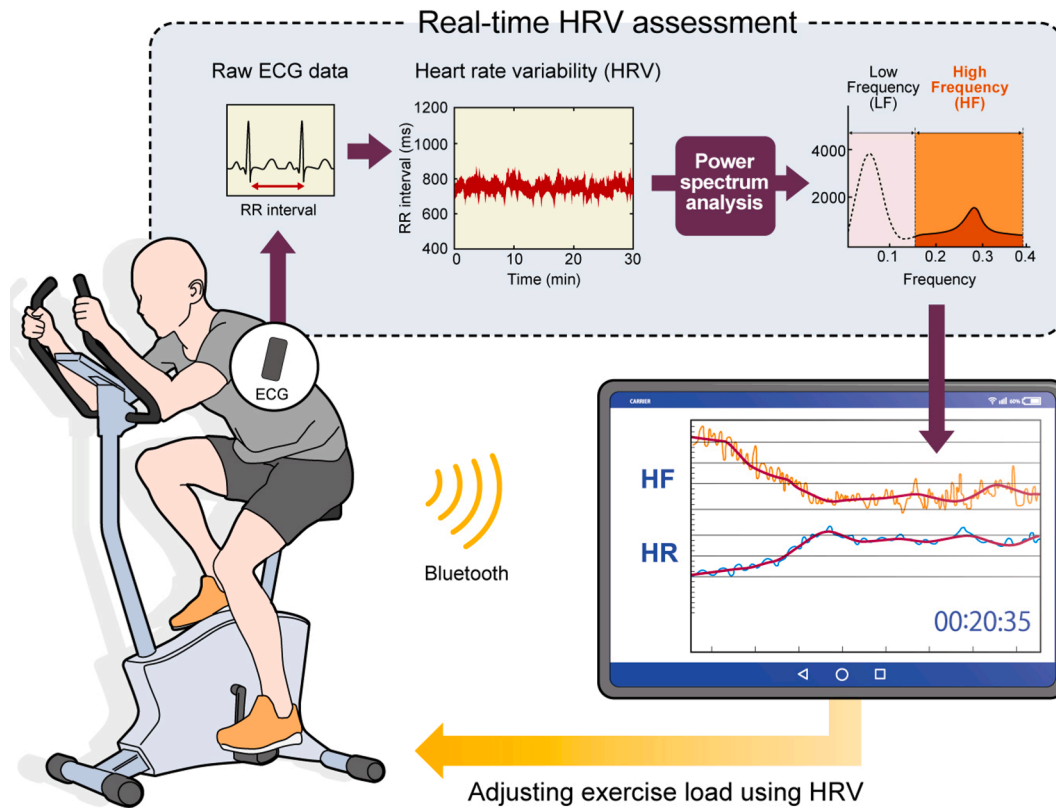 Real-time HRV assessment
Raw ECG data
RR interval
Heart rate variability (HRV)
RR interval (ms)
1200
1000
800
600
400
0 10 20 30
Time (min)
Power
spectrum
analysis
Low
Frequency
(LF)
High
Frequency
(HF)
4000
2000
0.1 0.2 0.3 0.4
Frequency
ECG
Bluetooth
CARRIER
60%
HF
HR
00:20:35
Adjusting exercise load using HRV